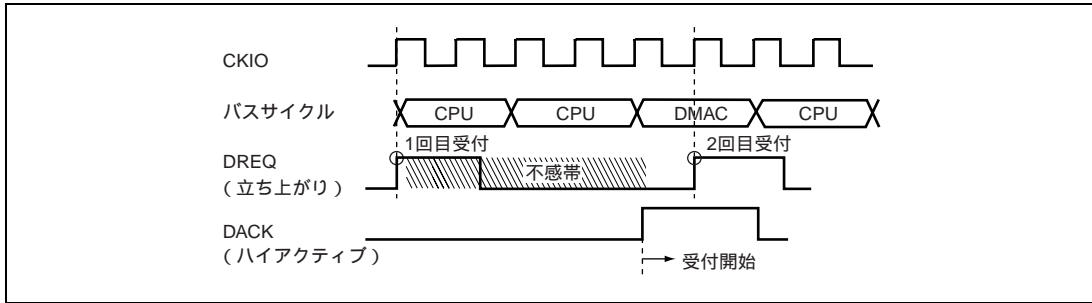 CKIO
バスサイクル
CPU CPU DMAC CPU
1回目受付 2回目受付
DREQ
(立ち上がり)
不感帯
DACK
(ハイアクティブ)
受付開始